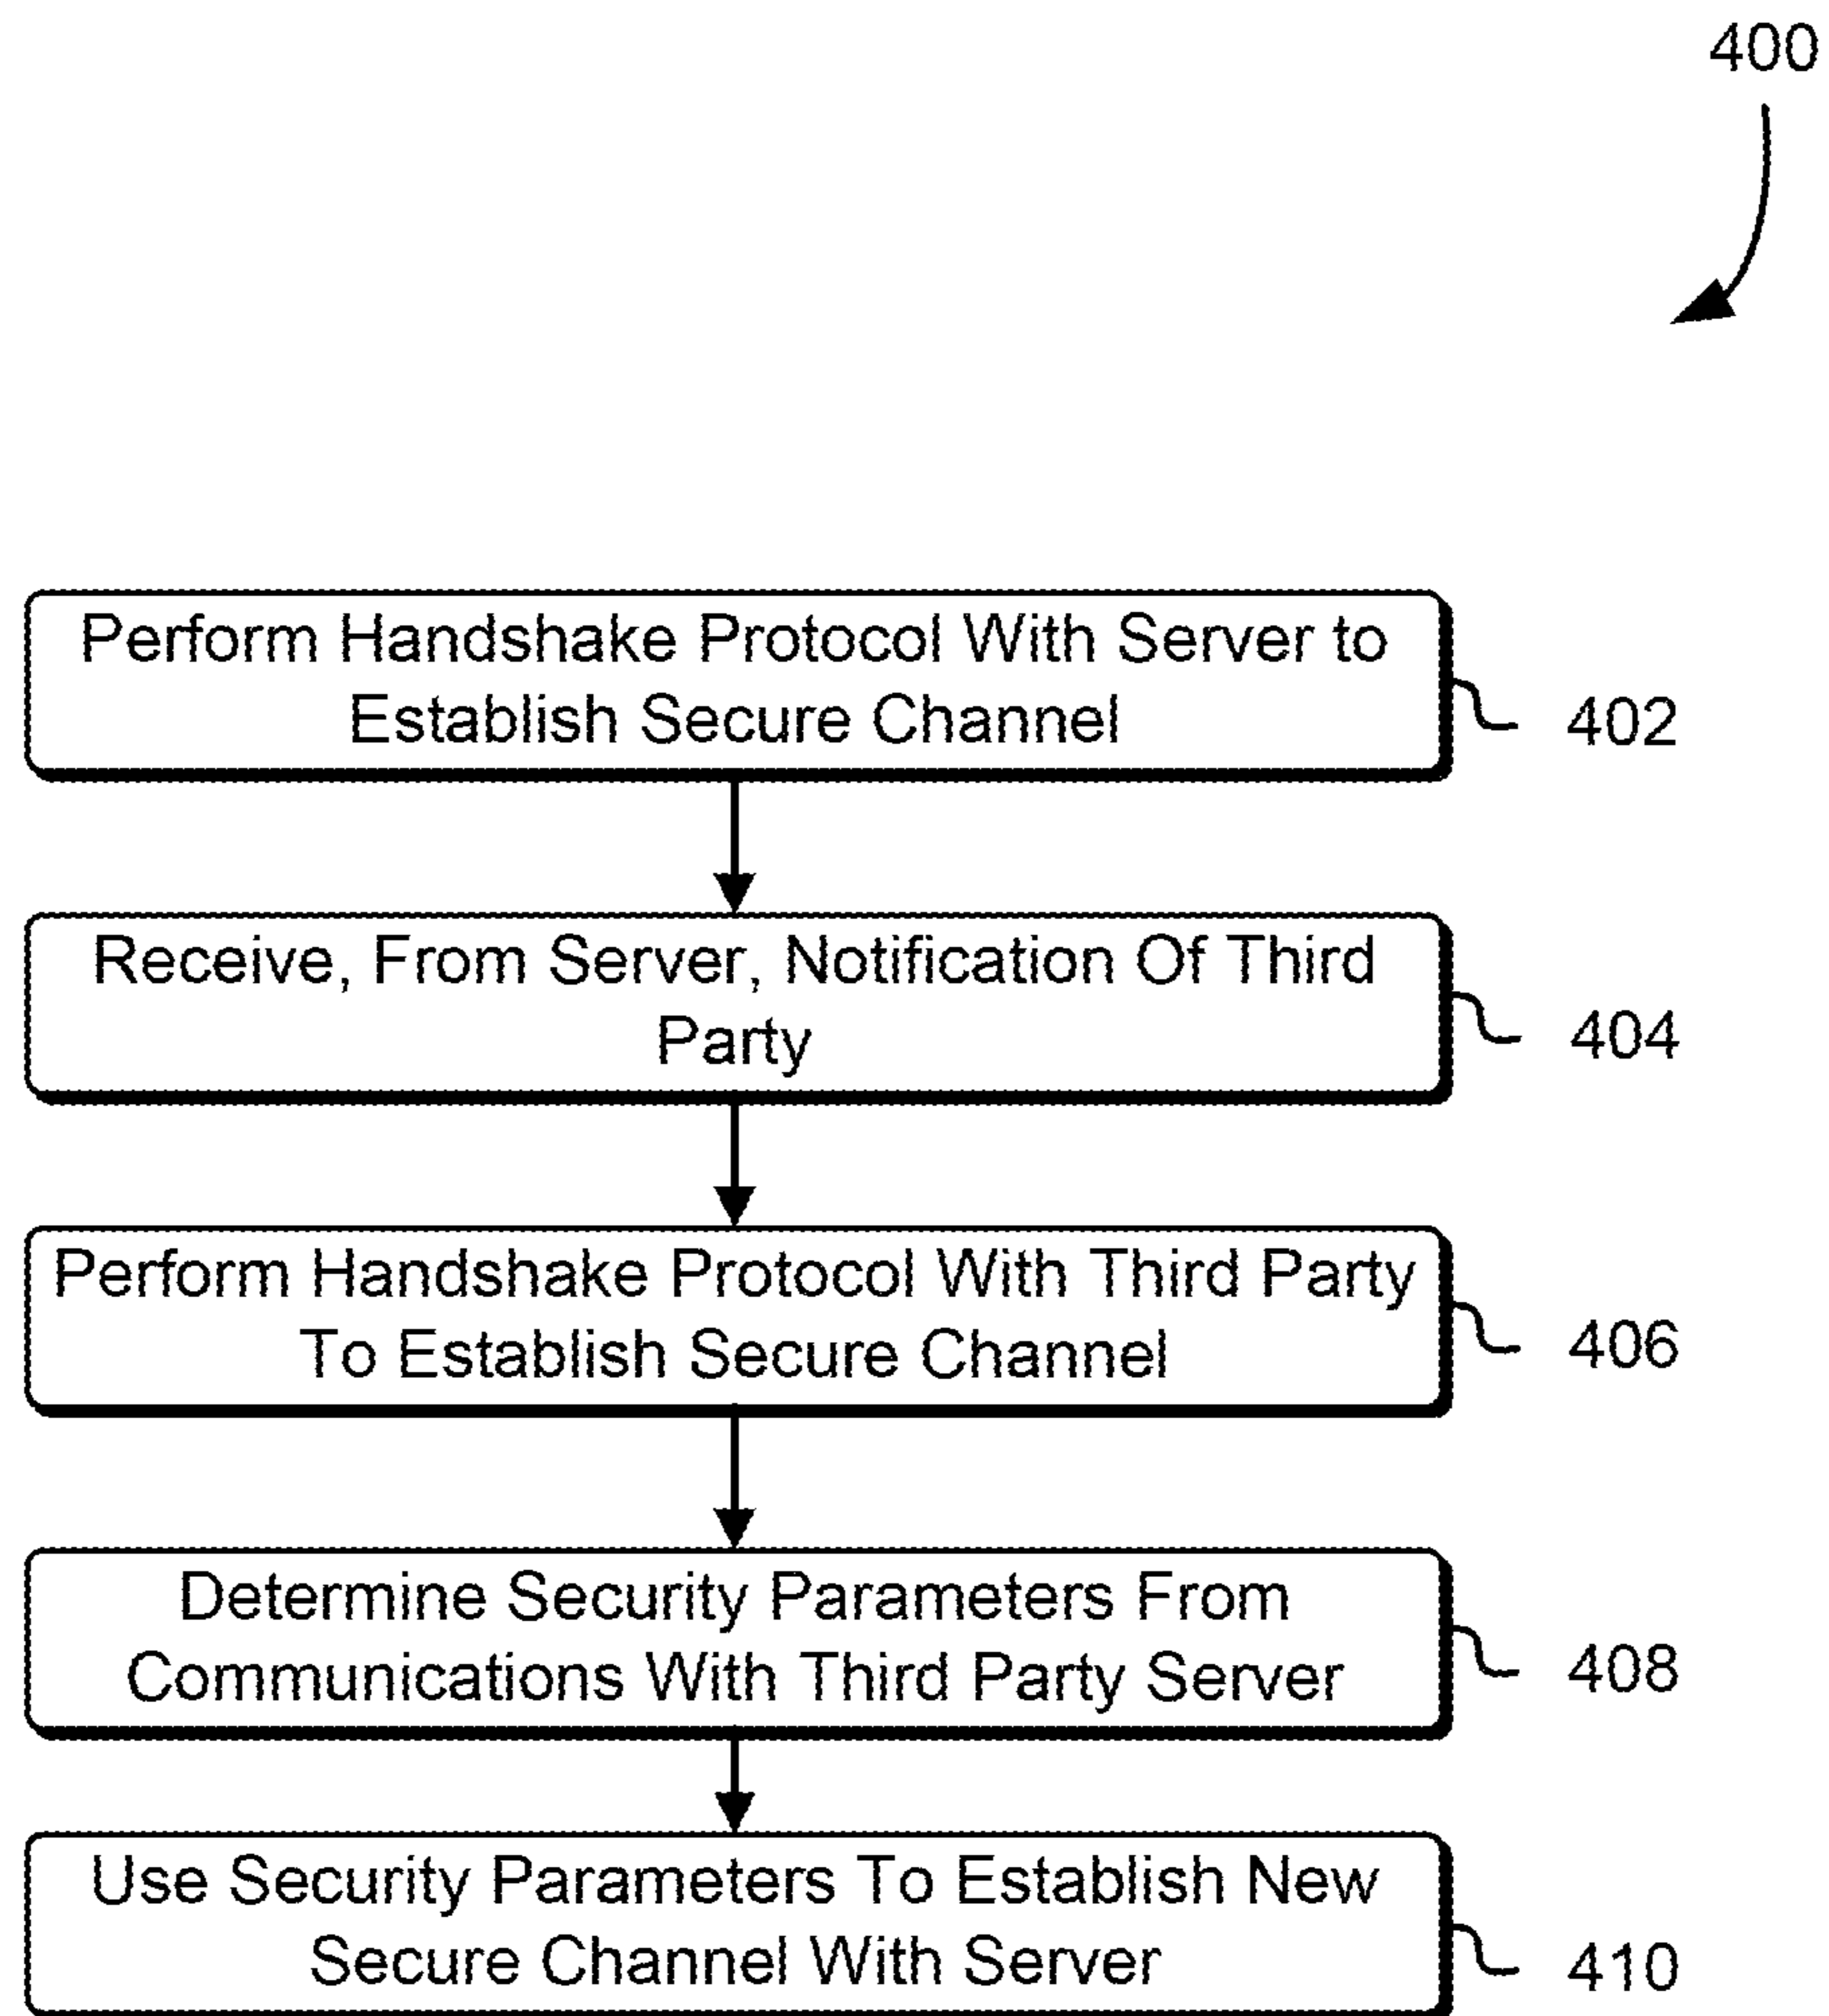 400
Perform Handshake Protocol With Server to
Establish Secure Channel
402
Receive, From Server, Notification Of Third
Party
404
Perform Handshake Protocol With Third Party
To Establish Secure Channel
406
Determine Security Parameters From
Communications With Third Party Server
408
Use Security Parameters To Establish New
Secure Channel With Server
410